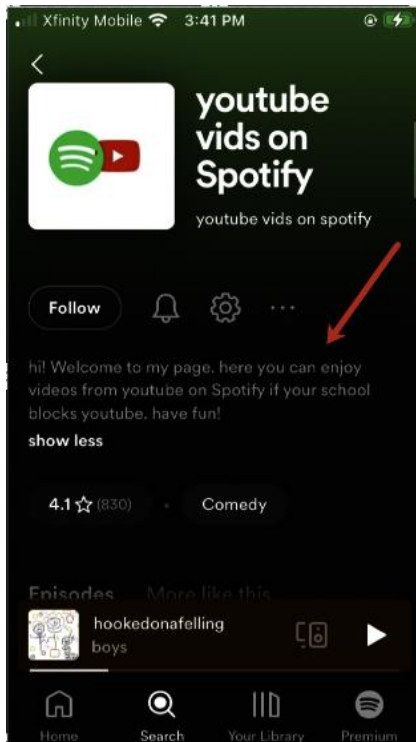 Xfinity Mobile 3:41 PM
youtube
vids on
Spotify
youtube vids on spotify
Follow
hi! Welcome to my page. here you can enjoy
videos from youtube on Spotify if your school
blocks youtube. have fun!
show less
4.1 (830) · Comedy
Episodes More like this
hookedonafelling
boys
Home Search Your Library Premium